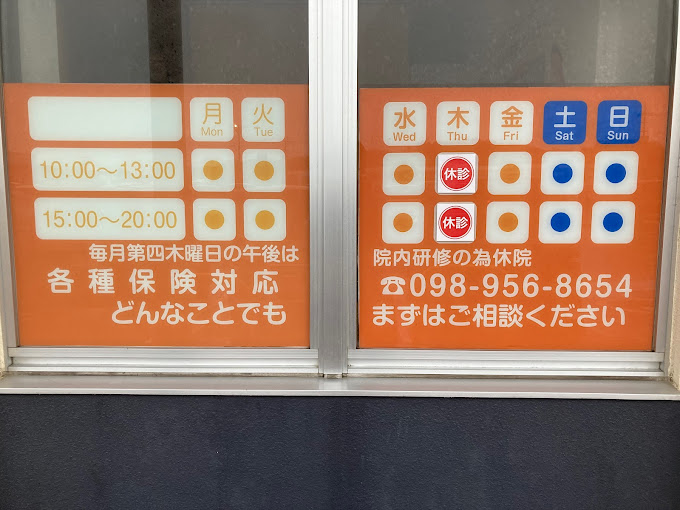 月 火 水 木 金 土 日
Mon Tue Wed Thu Fri Sat Sun
10:00〜13:00 休診
15:00〜20:00 休診
毎月第四木曜日の午後は 院内研修の為休院
各種保険対応 ☎098-956-8654
どんなことでも まずはご相談ください